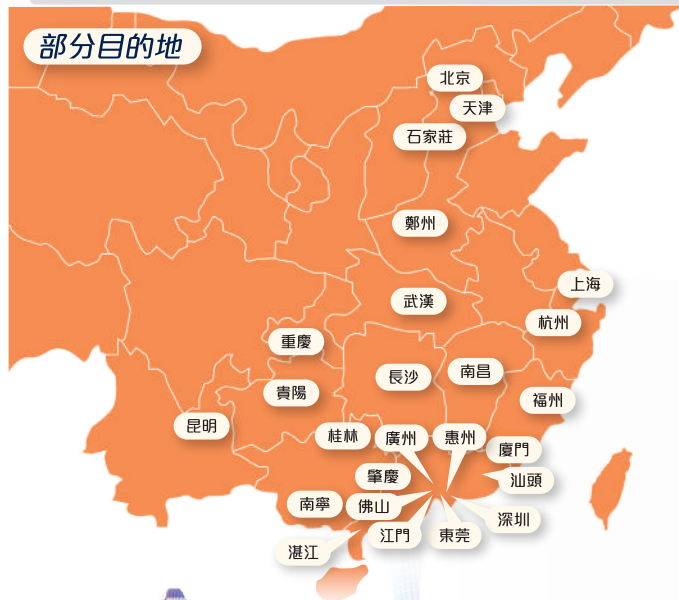 部分目的地
北京
天津
石家莊
鄭州
上海
武漢
杭州
重慶
長沙
南昌
貴陽
福州
昆明
桂林
廣州
惠州
廈門
肇慶
汕頭
南寧
佛山
深圳
江門
東莞
湛江